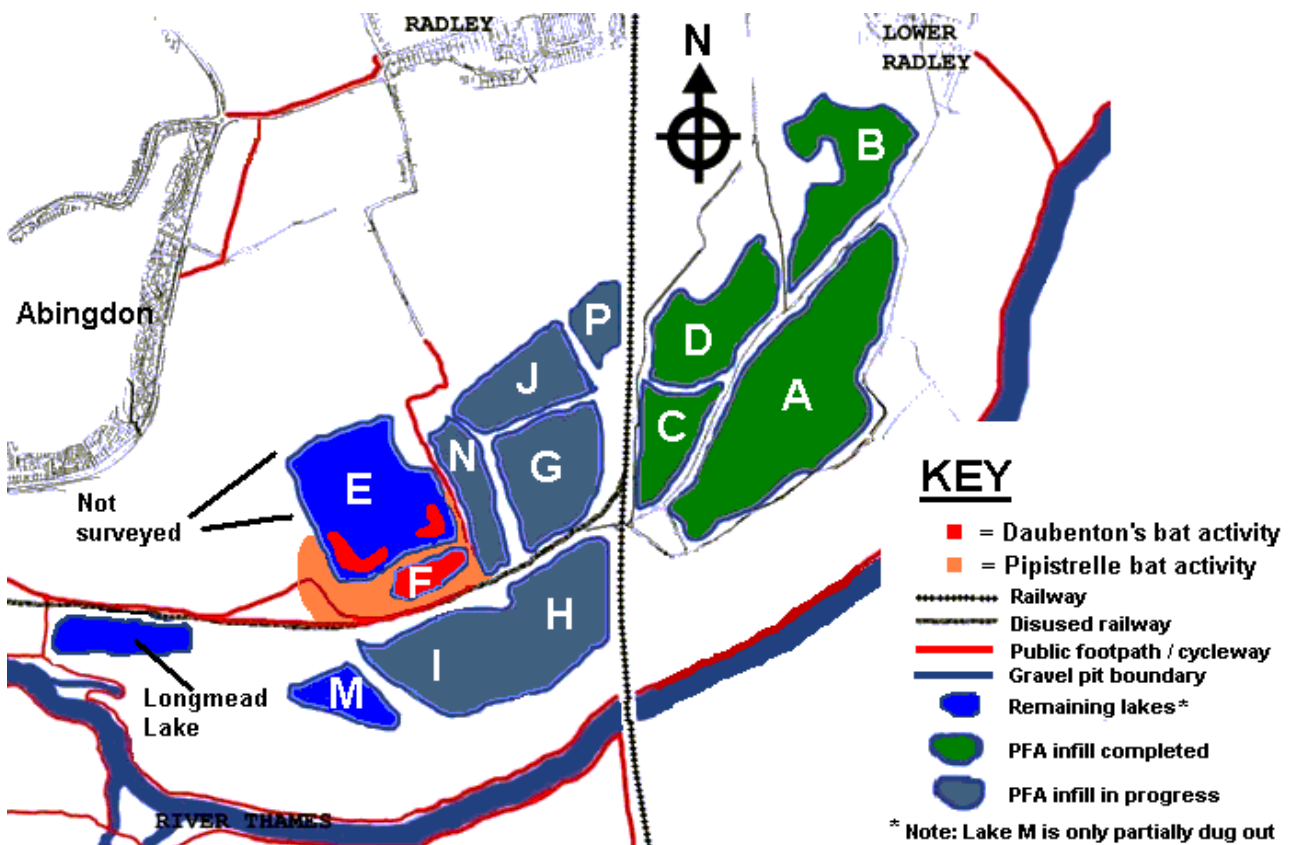 RADLEY
LOWER
RADLEY
N
B
Abingdon
P
D
J
A
C
N
G
E
Not
surveyed
F
H
I
M
Longmead
Lake
RIVER THAMES
KEY
= Daubenton's bat activity
= Pipistrelle bat activity
Railway
Disused railway
Public footpath / cycleway
Gravel pit boundary
Remaining lakes*
PFA infill completed
PFA infill in progress
* Note: Lake M is only partially dug out